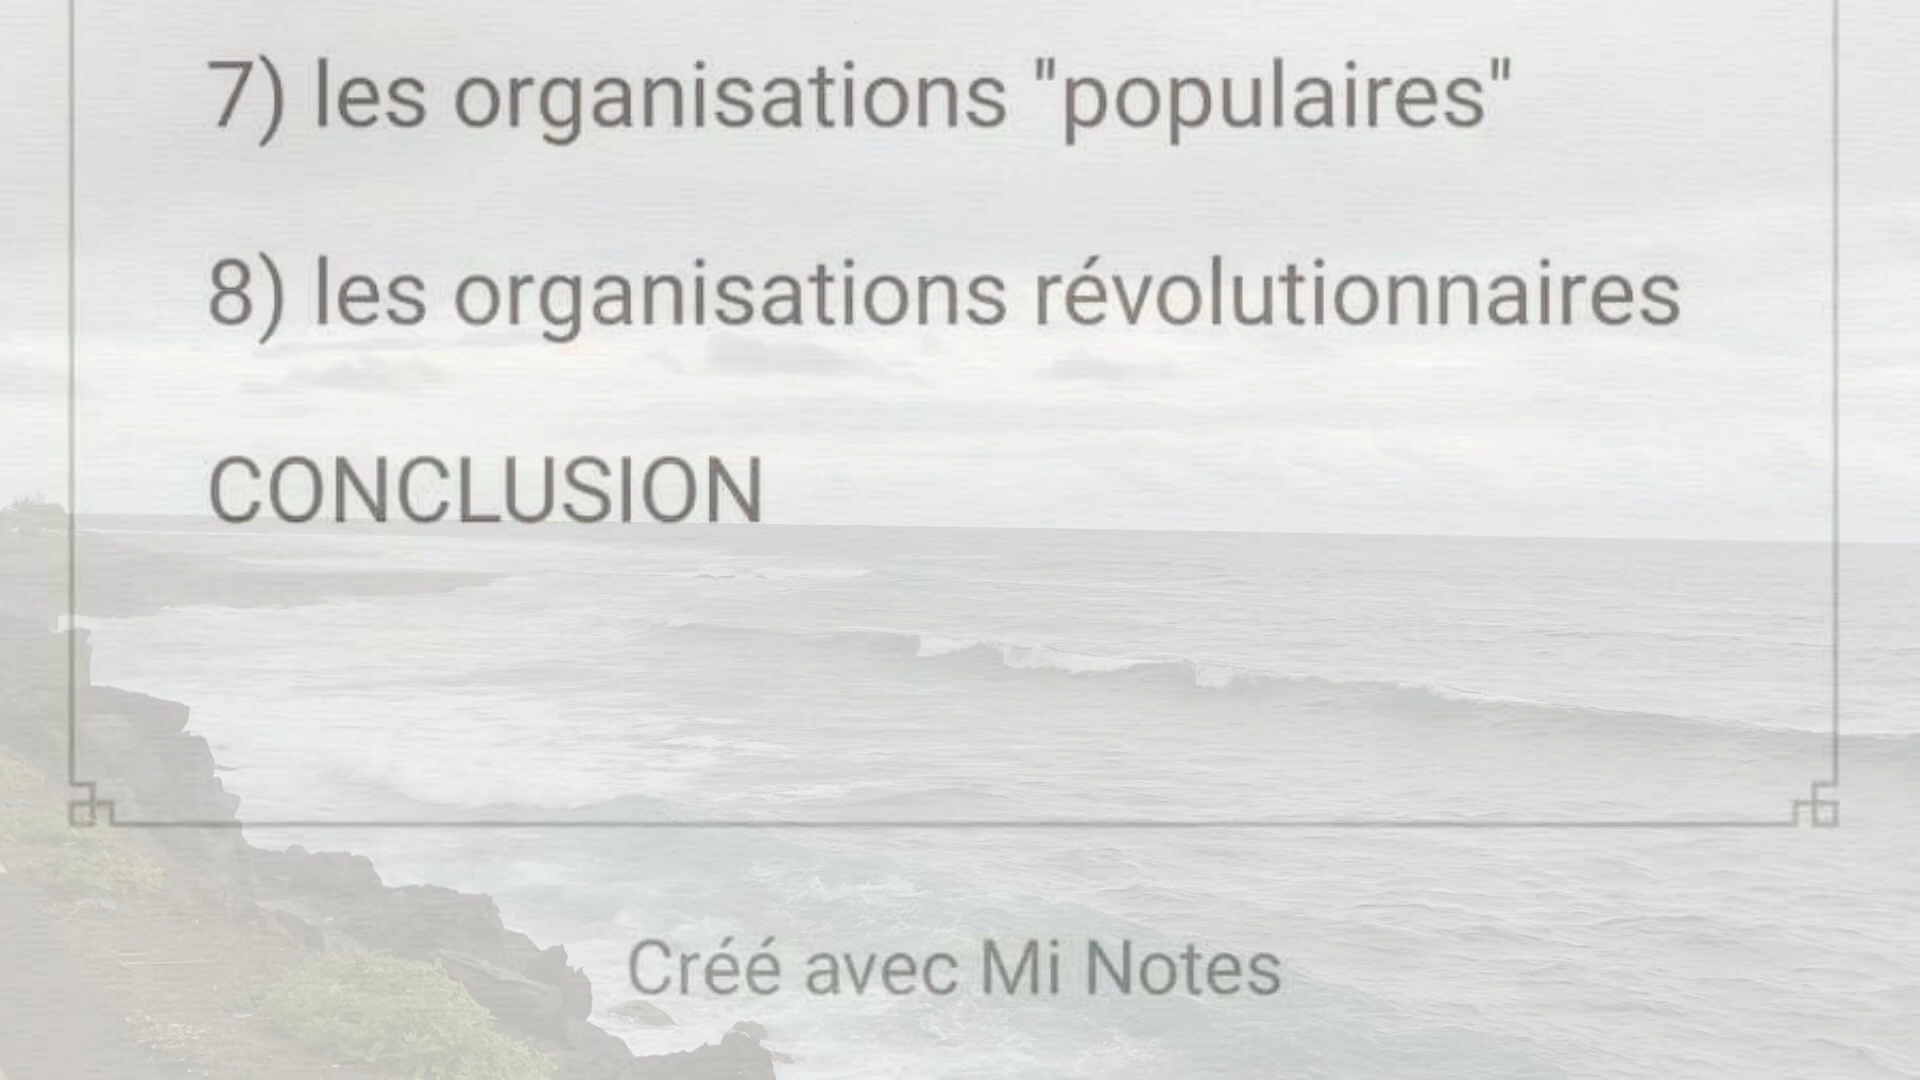 7) les organisations "populaires"
8) les organisations révolutionnaires
CONCLUSION
Créé avec Mi Notes